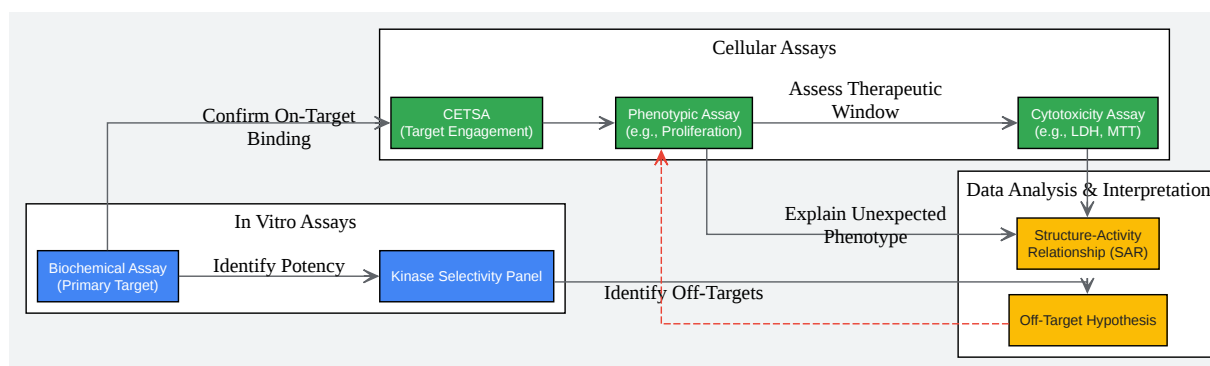 Cellular Assays
Confirm On-Target
Binding
CETSA
(Target Engagement)
Phenotypic Assay
(e.g., Proliferation)
Assess Therapeutic
Window
Cytotoxicity Assay
(e.g., LDH, MTT)
In Vitro Assays
Biochemical Assay
(Primary Target)
Identify Potency
Kinase Selectivity Panel
Explain Unexpected
Phenotype
Identify Off-Targets
Data Analysis & Interpretation
Structure-Activity
Relationship (SAR)
Off-Target Hypothesis